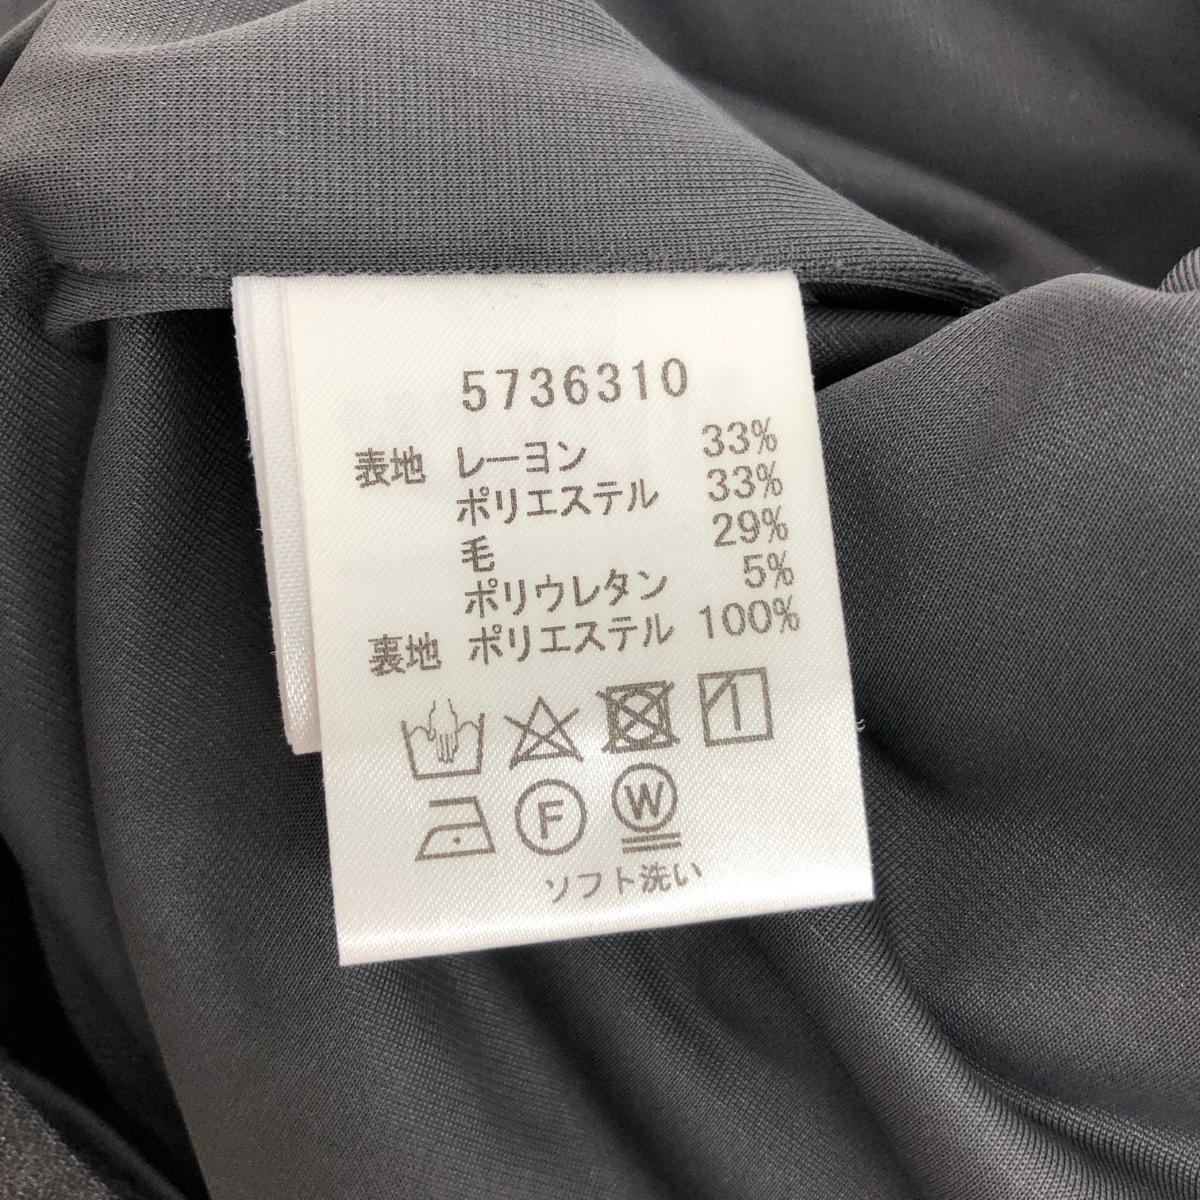 5736310
表地 レーヨン 33%
ポリエステル 33%
毛 29%
ポリウレタン 5%
裏地 ポリエステル 100%
F W
ソフト洗い